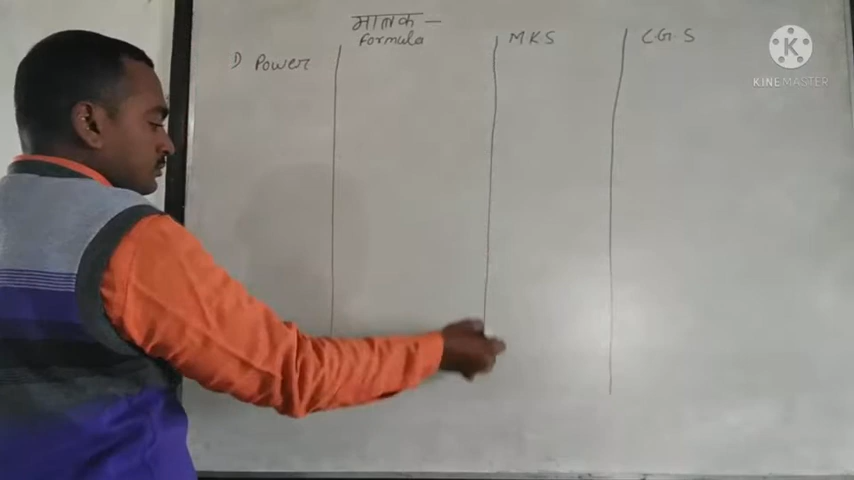 मात्रक —
Formula
MKS
C.G.S
1) Power
K
KINEMASTER